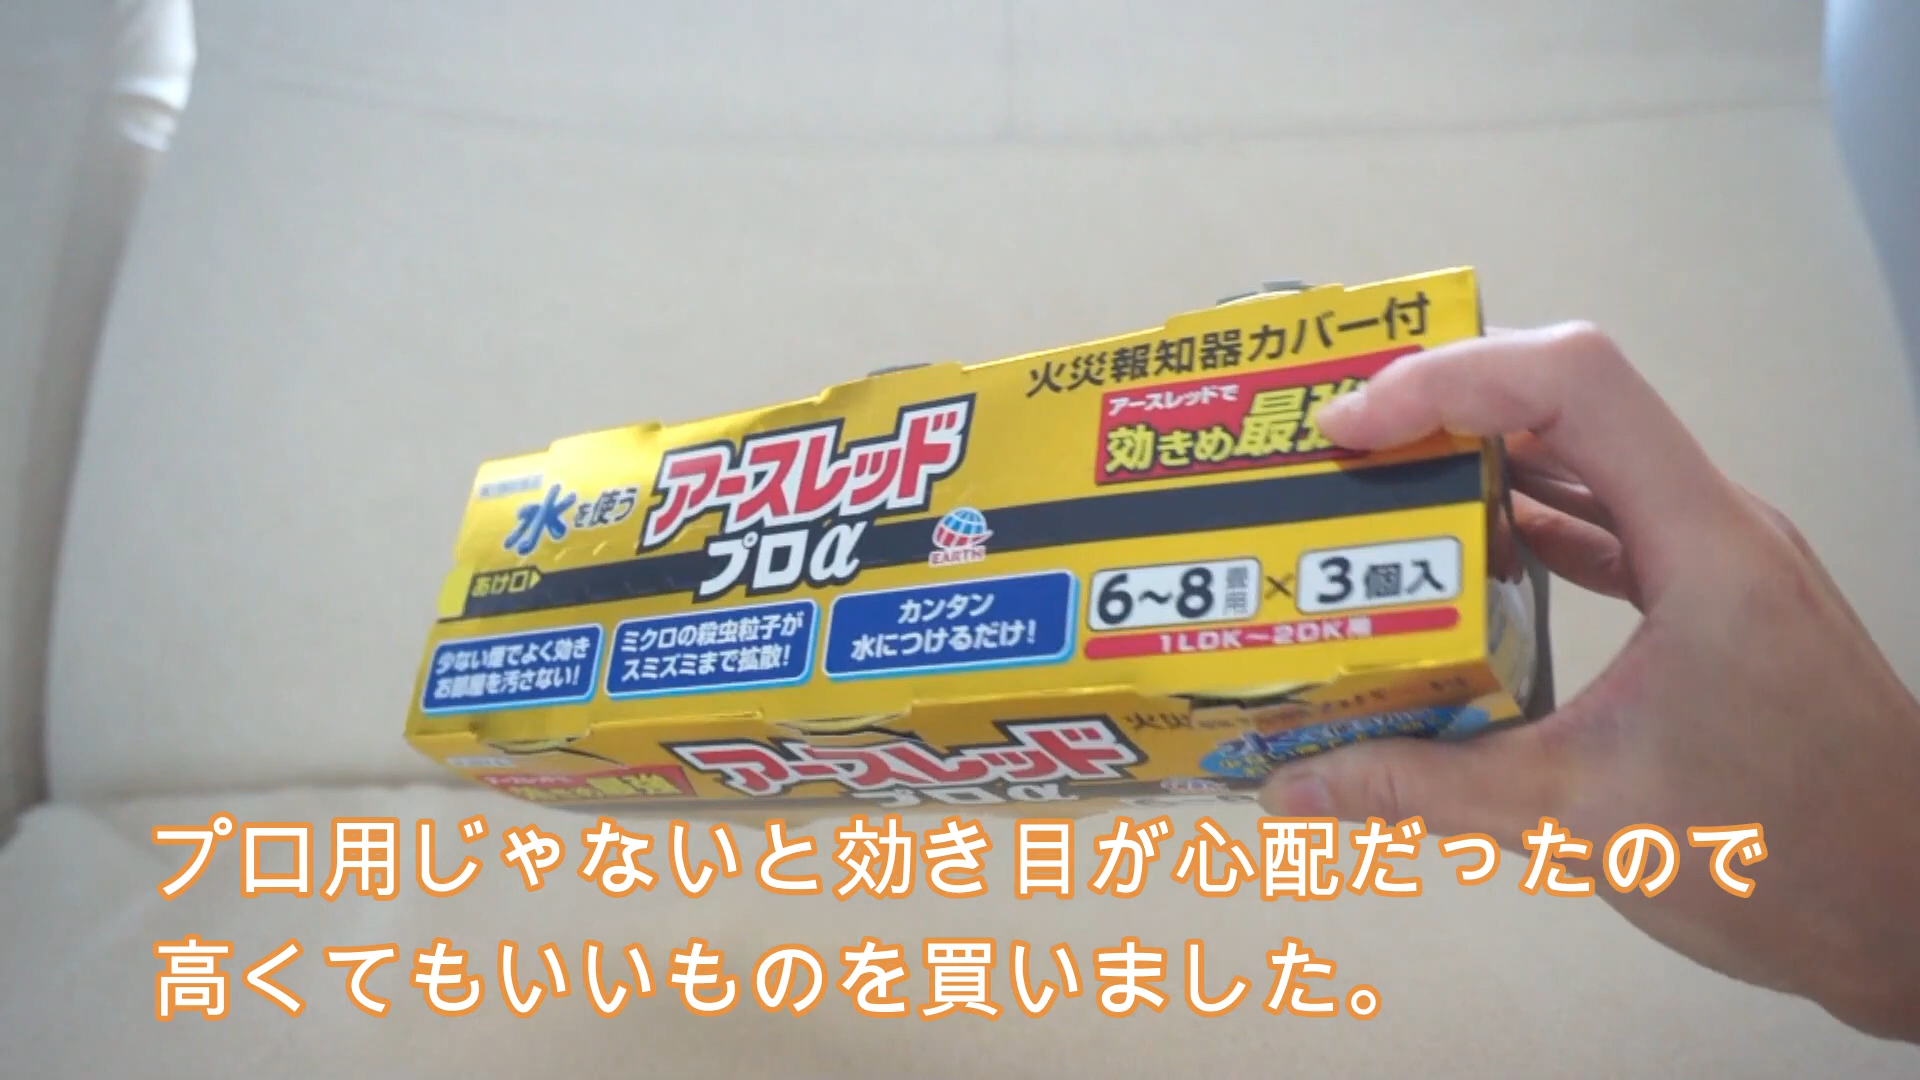 火災報知器カバー付
アースレッドで
効きめ最強
水を使う
アースレッド
プロα
EARTH
あけ口
少ない煙でよく効き
お部屋を汚さない!
ミクロの殺虫粒子が
スミズミまで拡散!
カンタン
水につけるだけ!
6~8畳用×3個入
1LDK~2DK用
アースレッド
プロα
プロ用じゃないと効き目が心配だったので
高くてもいいものを買いました。